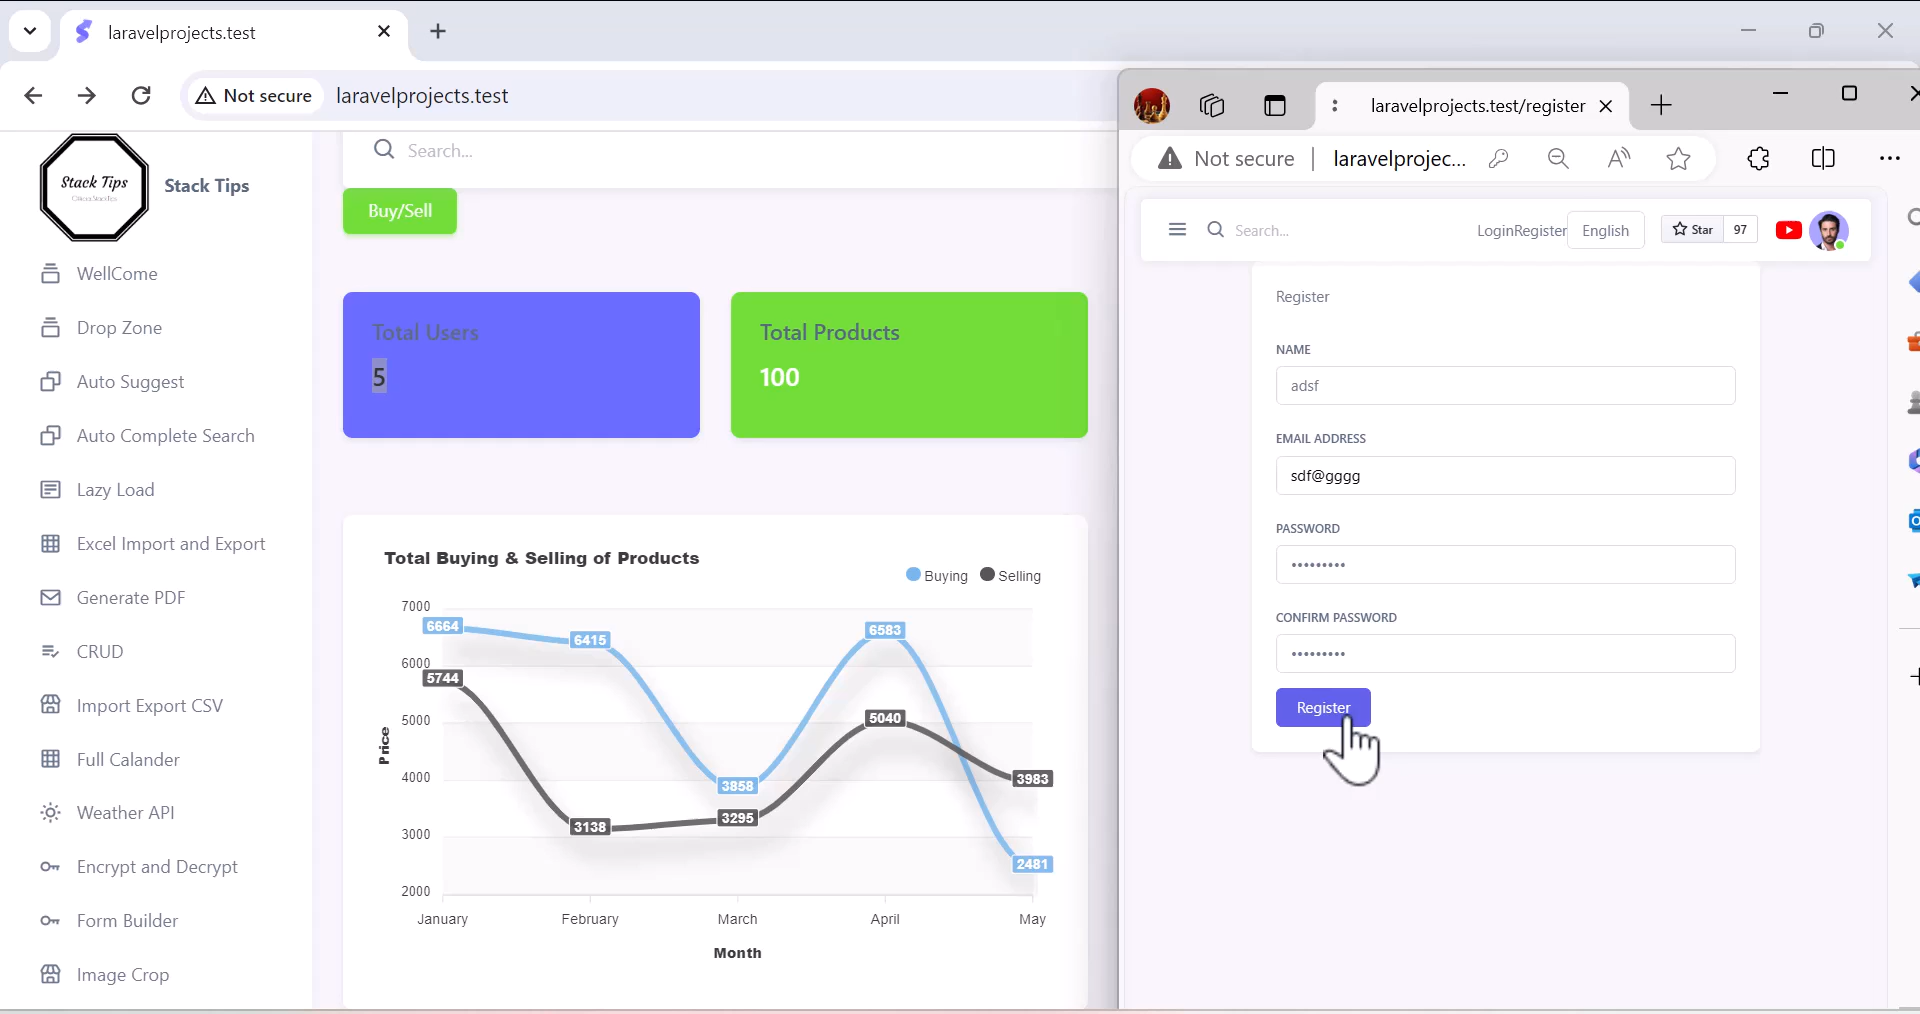 laravelprojects.test
Not secure
laravelprojects.test
Stack Tips
Stack Tips
WellCome
Drop Zone
Auto Suggest
Auto Complete Search
Lazy Load
Excel Import and Export
Generate PDF
CRUD
Import Export CSV
Full Calander
Weather API
Encrypt and Decrypt
Form Builder
Image Crop
Search...
Buy/Sell
Total Users
5
Total Products
100
Total Buying & Selling of Products
Buying
Selling
7000
6000
5000
4000
3000
2000
Price
6664
6415
3858
6583
2481
5744
3138
3295
5040
3983
January
February
March
April
May
Month
laravelprojects.test/register
Not secure
laravelprojec...
Search...
LoginRegister
English
Star
97
Register
NAME
adsf
EMAIL ADDRESS
sdf@gggg
PASSWORD
CONFIRM PASSWORD
Register